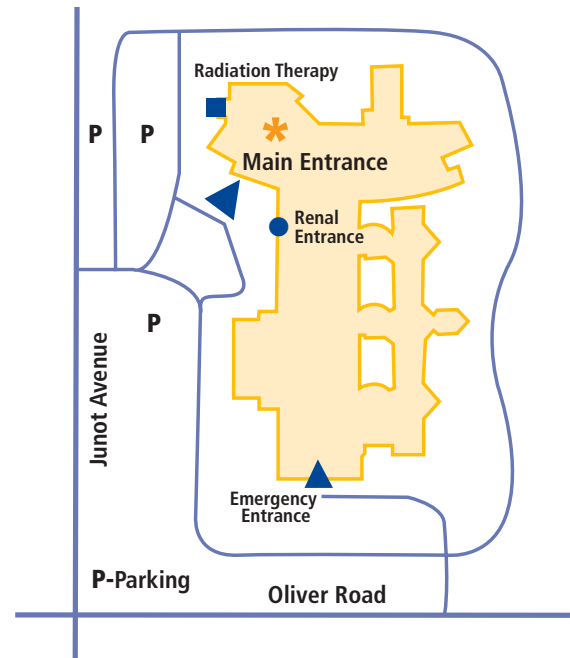 Radiation Therapy
*
P
P
Main Entrance
Renal
Entrance
P
Junot Avenue
Emergency
Entrance
P-Parking
Oliver Road